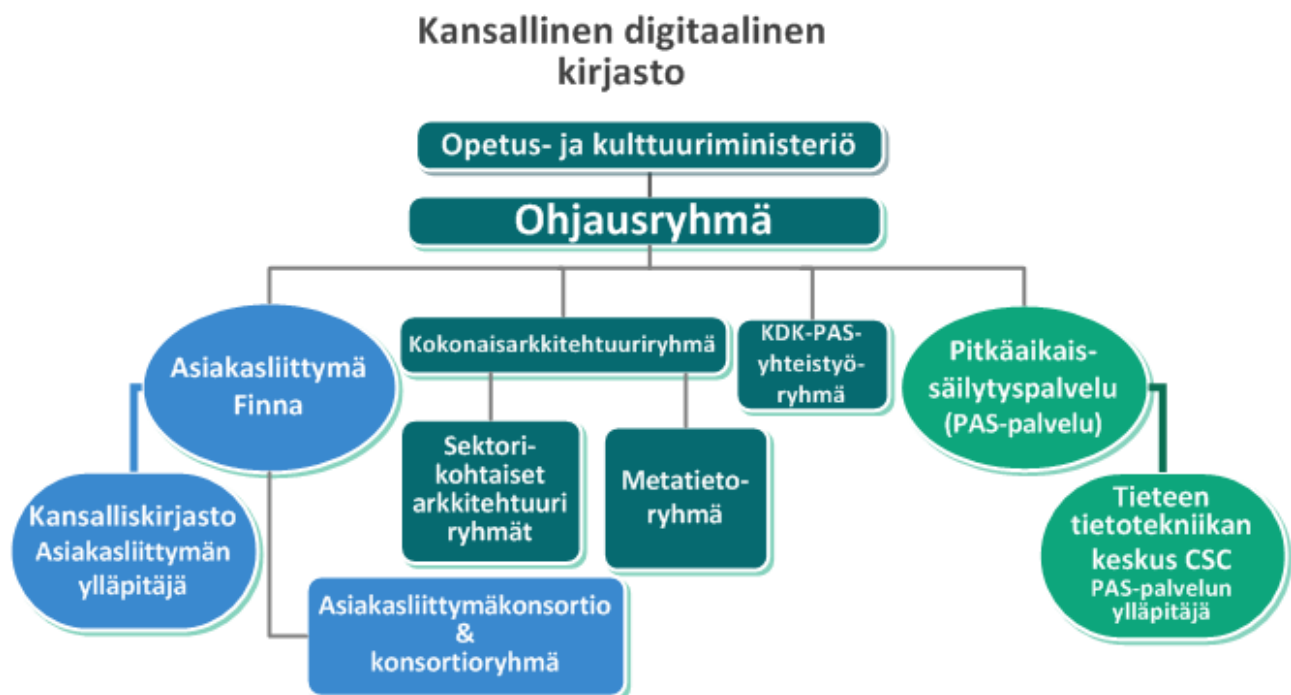 Kansallinen digitaalinen
kirjasto
Opetus- ja kulttuuriministeriö
Ohjausryhmä
Asiakasliittymä
Finna
Kokonaisarkkitehtuuriryhmä
KDK-PAS-
yhteistyö-
ryhmä
Pitkäaikais-
säilytyspalvelu
(PAS-palvelu)
Kansalliskirjasto
Asiakasliittymän
ylläpitäjä
Sektori-
kohtaiset
arkkitehtuuri
ryhmät
Metatieto-
ryhmä
Tieteen
tietotekniikan
keskus CSC
PAS-palvelun
ylläpitäjä
Asiakasliittymäkonsortio
&
konsortioryhmä